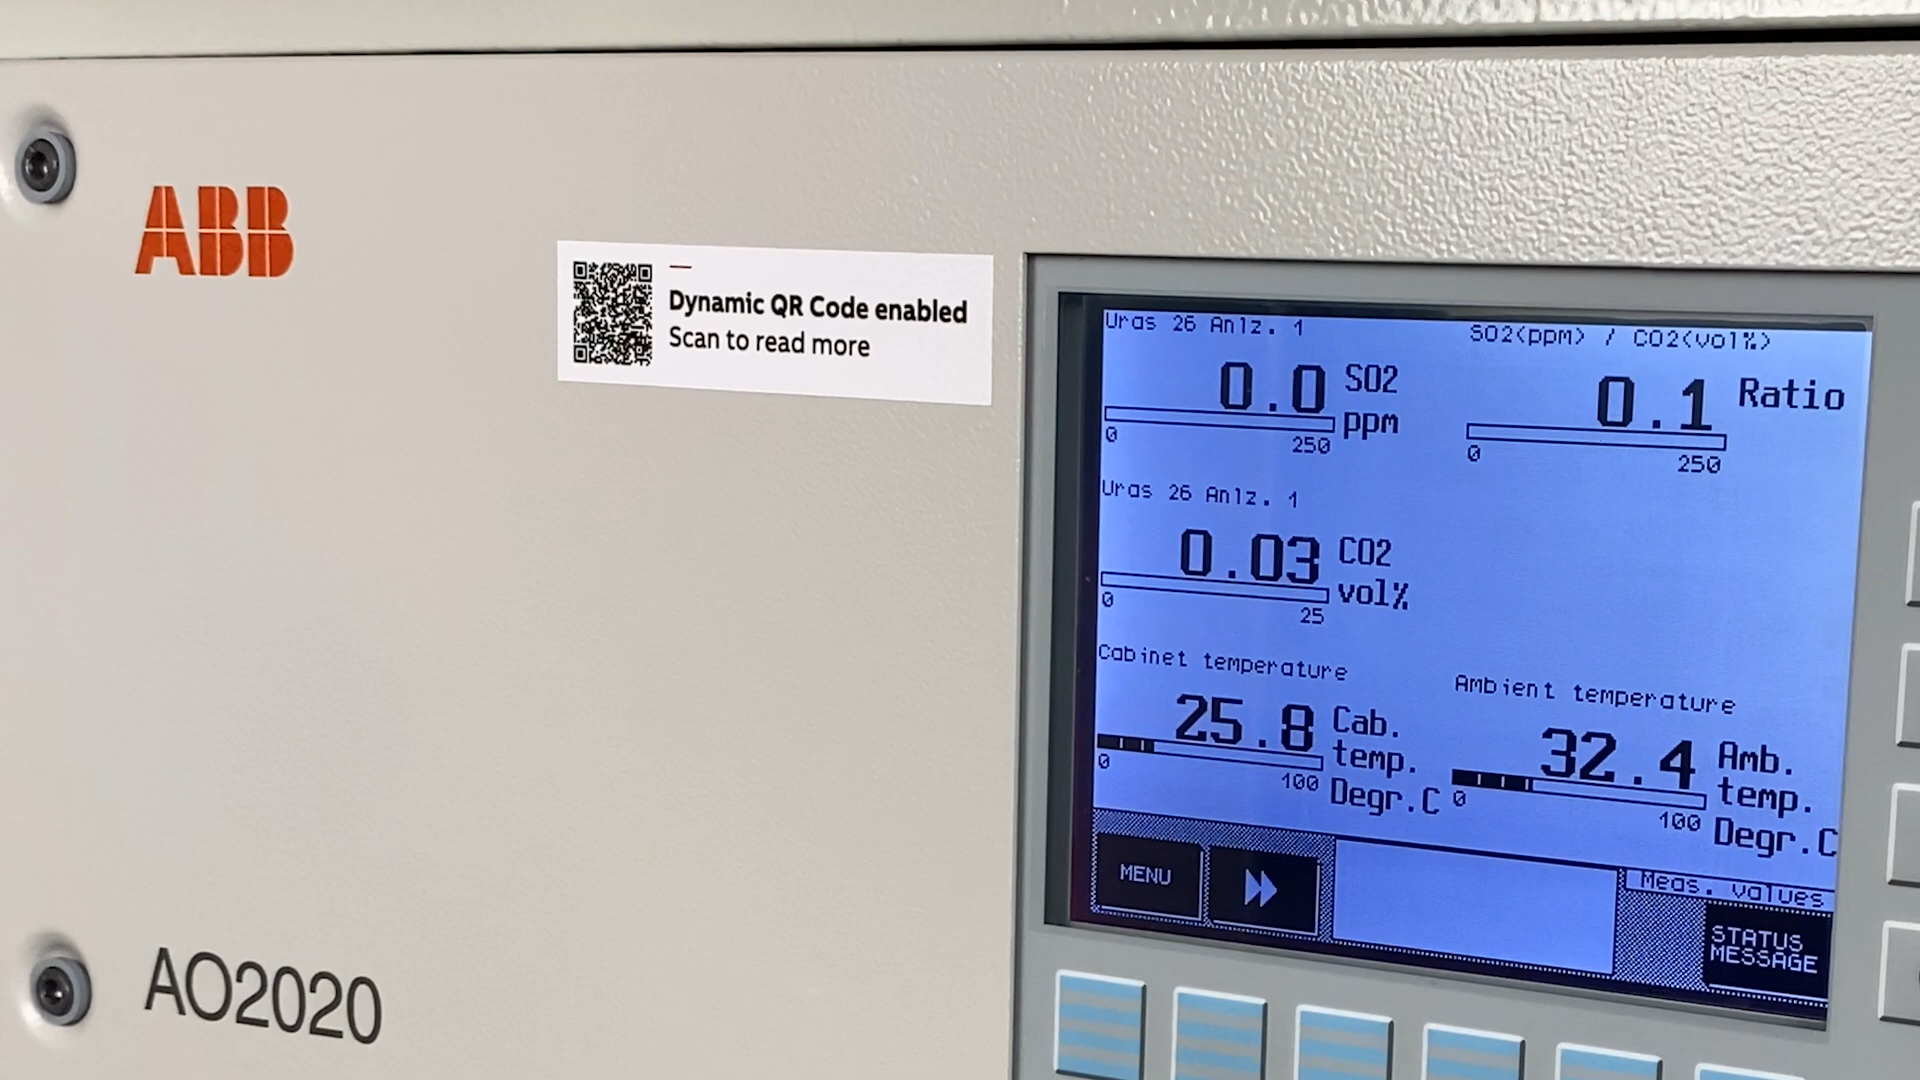 ABB
Dynamic QR Code enabled
Scan to read more
Uras 26 Anlz. 1
0.0 SO2
ppm
0 250
SO2(ppm) / CO2(vol%)
0.1 Ratio
0 250
Uras 26 Anlz. 1
0.03 CO2
vol%
0 25
Cabinet temperature
25.8 Cab.
temp.
0 100 Degr.C
Ambient temperature
32.4 Amb.
temp.
0 100 Degr.C
MENU
Meas. values
STATUS
MESSAGE
AO2020